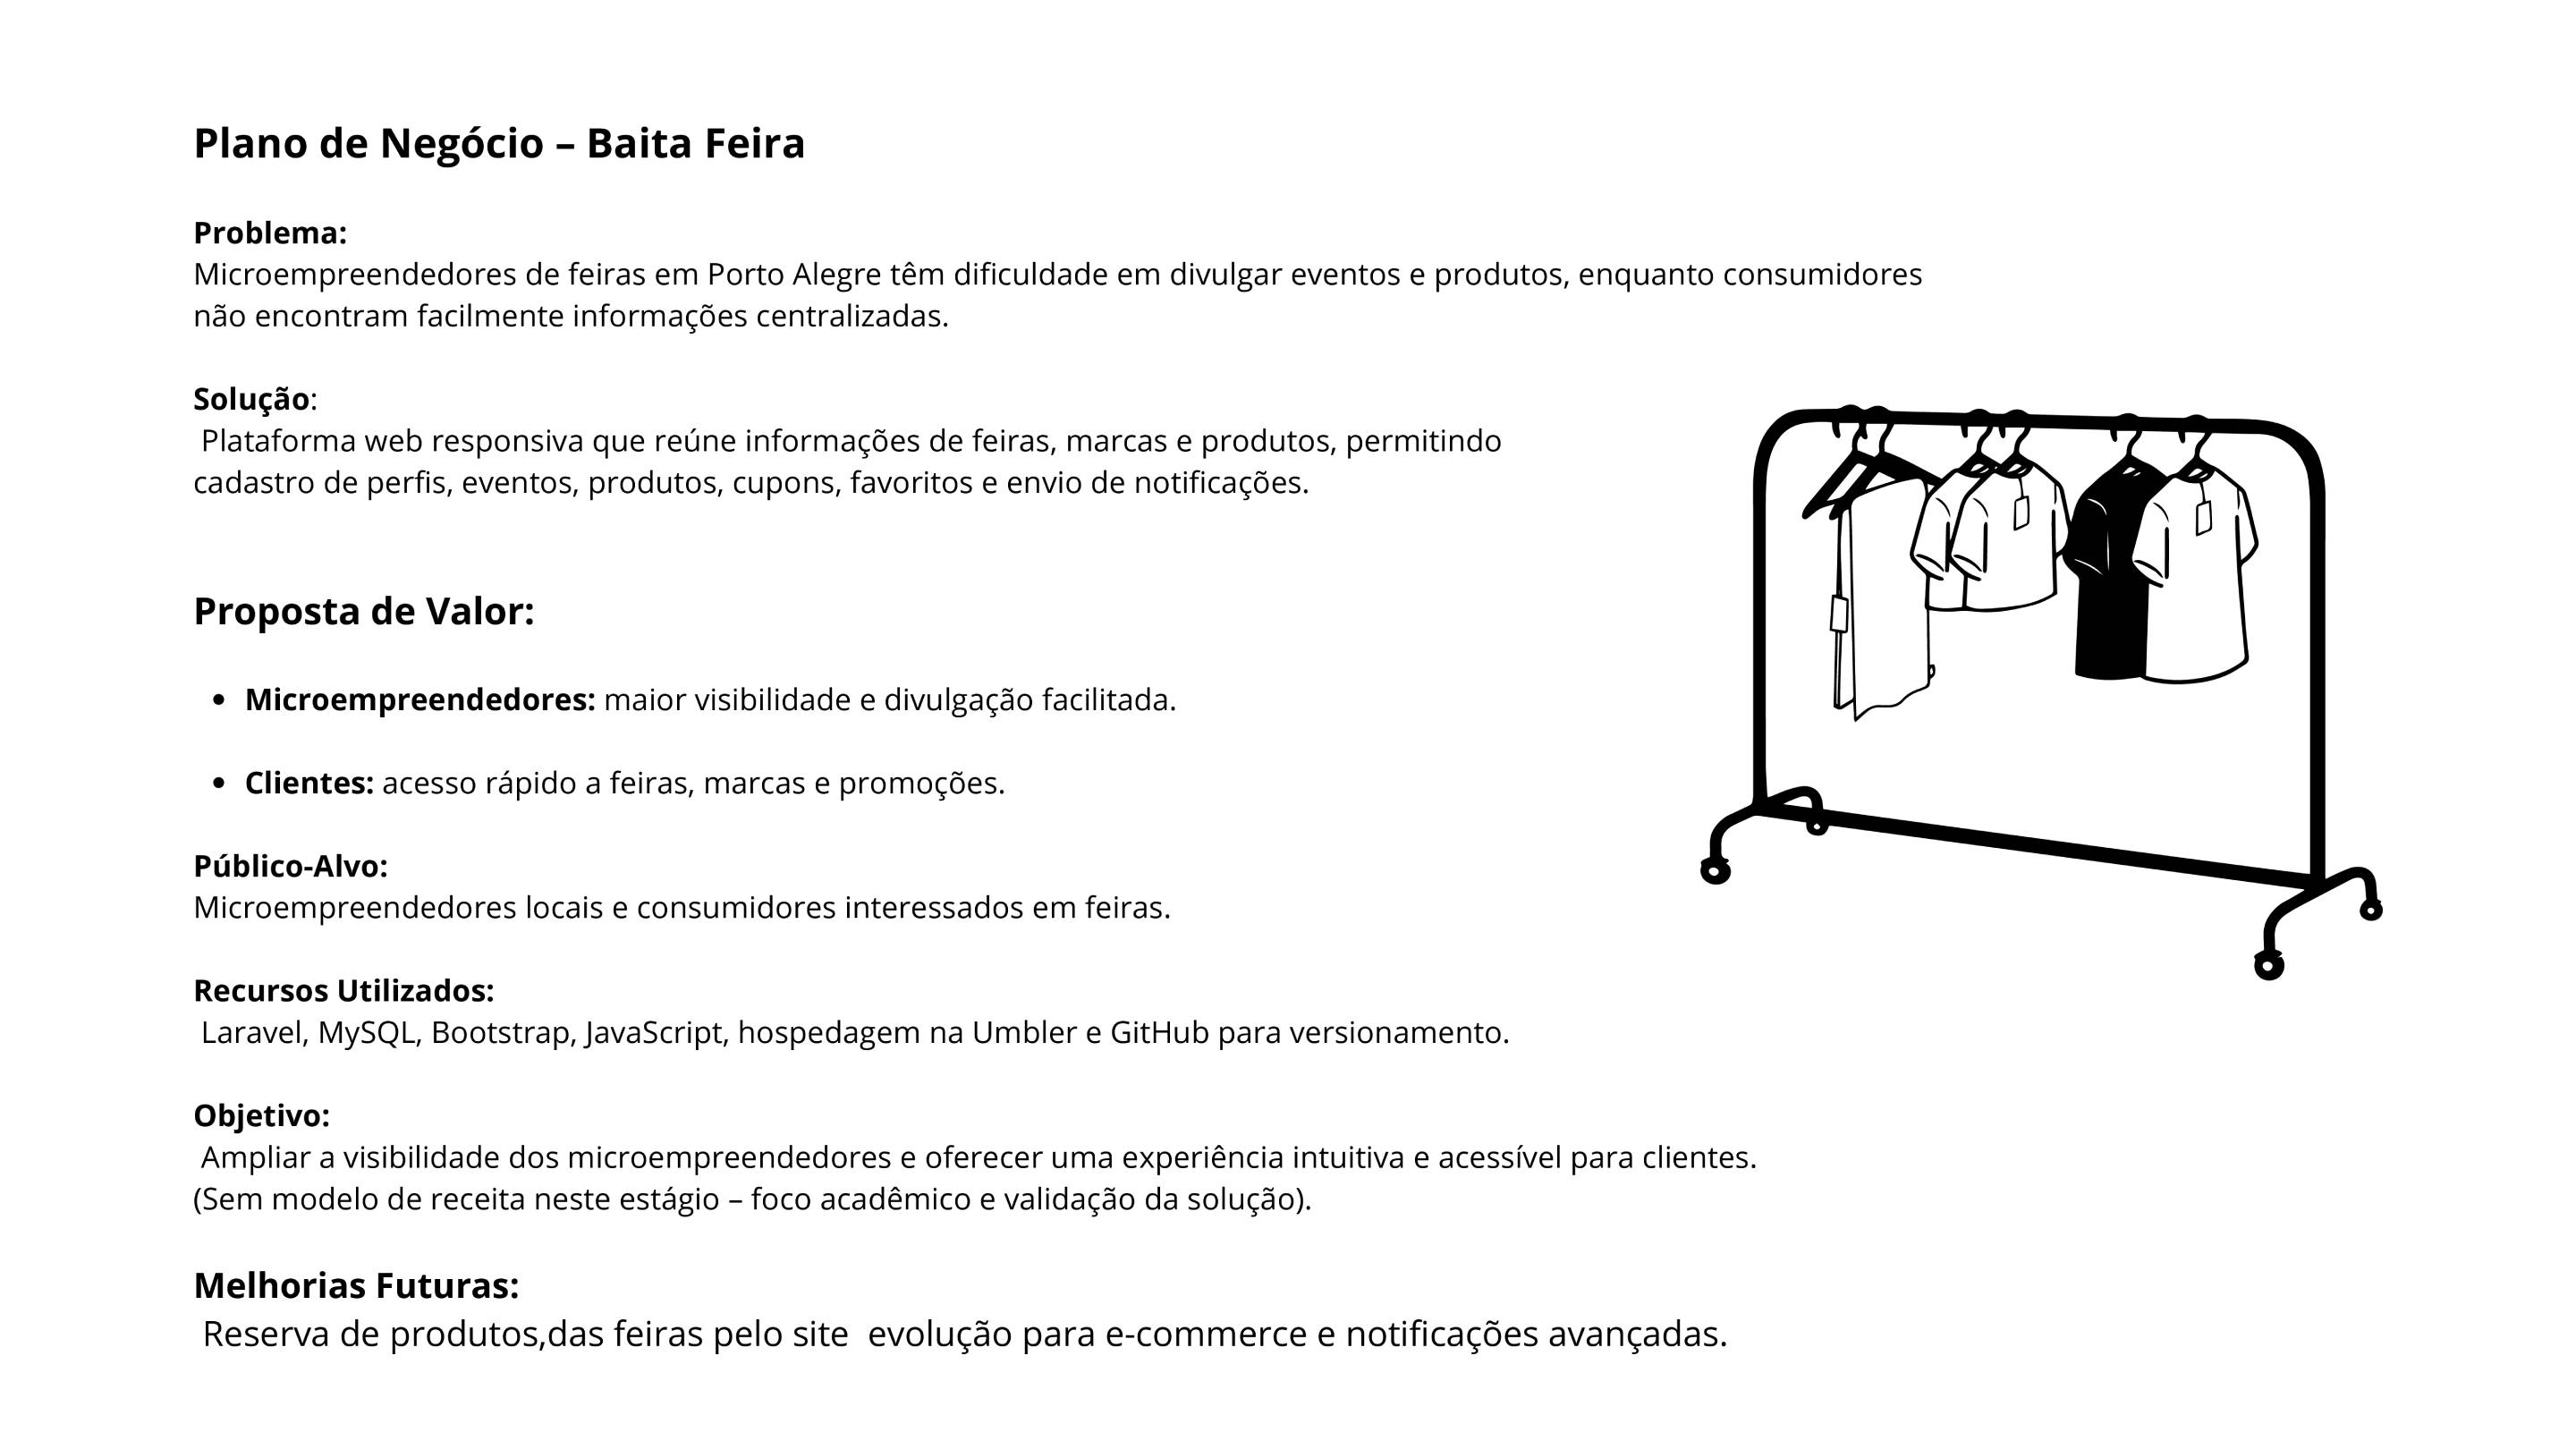 Plano de Negócio – Baita Feira
Problema:
Microempreendedores de feiras em Porto Alegre têm dificuldade em divulgar eventos e produtos, enquanto consumidores
não encontram facilmente informações centralizadas.
Solução:
Plataforma web responsiva que reúne informações de feiras, marcas e produtos, permitindo
cadastro de perfis, eventos, produtos, cupons, favoritos e envio de notificações.
Proposta de Valor:
• Microempreendedores: maior visibilidade e divulgação facilitada.
• Clientes: acesso rápido a feiras, marcas e promoções.
Público-Alvo:
Microempreendedores locais e consumidores interessados em feiras.
Recursos Utilizados:
Laravel, MySQL, Bootstrap, JavaScript, hospedagem na Umbler e GitHub para versionamento.
Objetivo:
Ampliar a visibilidade dos microempreendedores e oferecer uma experiência intuitiva e acessível para clientes.
(Sem modelo de receita neste estágio – foco acadêmico e validação da solução).
Melhorias Futuras:
Reserva de produtos,das feiras pelo site  evolução para e-commerce e notificações avançadas.